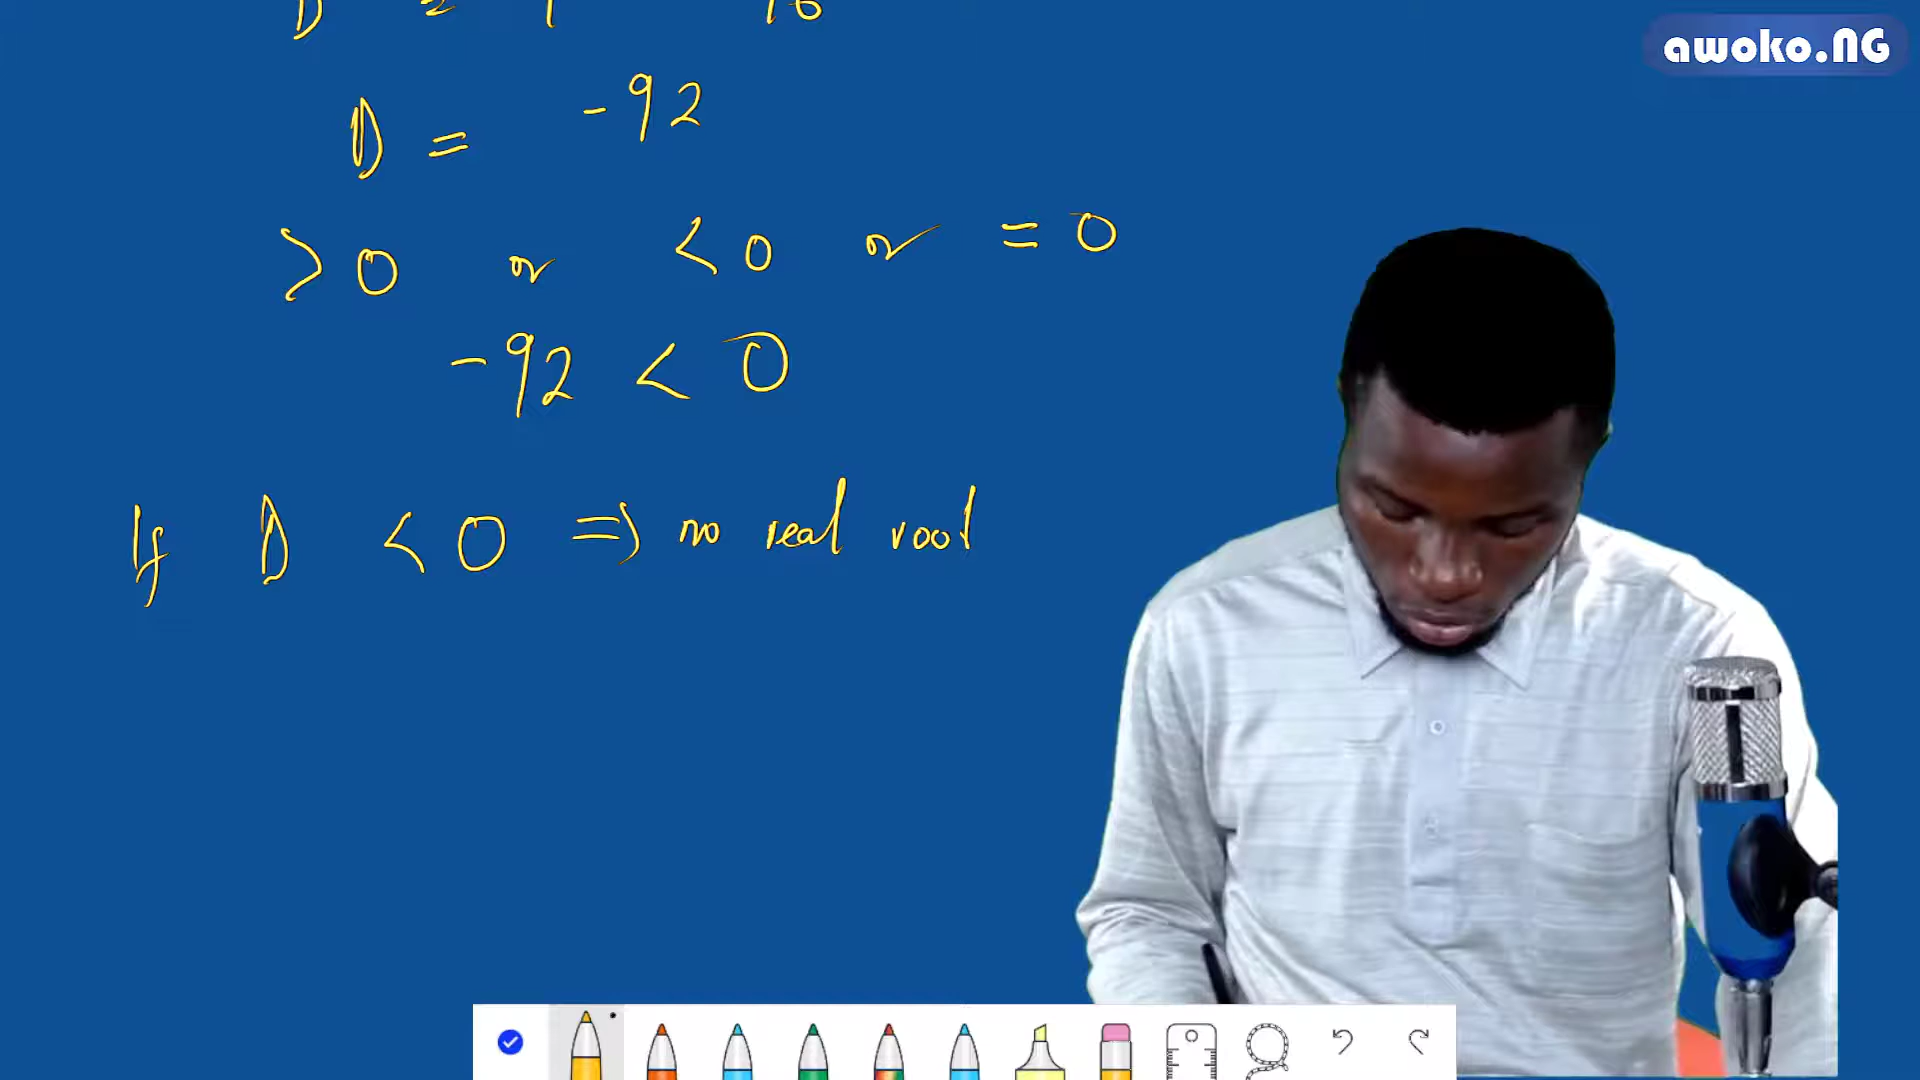 awoko.NG
D = -92
> 0 or < 0 or = 0
-92 < 0
If D < 0 => no real root